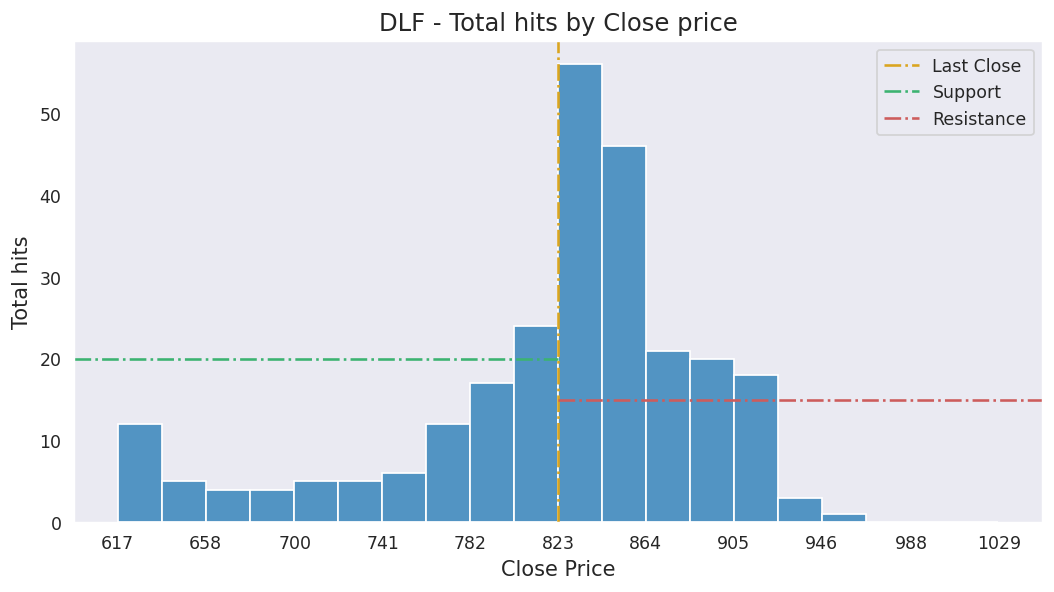 DLF - Total hits by Close price
Last Close
Support
Resistance
50
40
30
20
10
0
Total hits
617 658 700 741 782 823 864 905 946 988 1029
Close Price